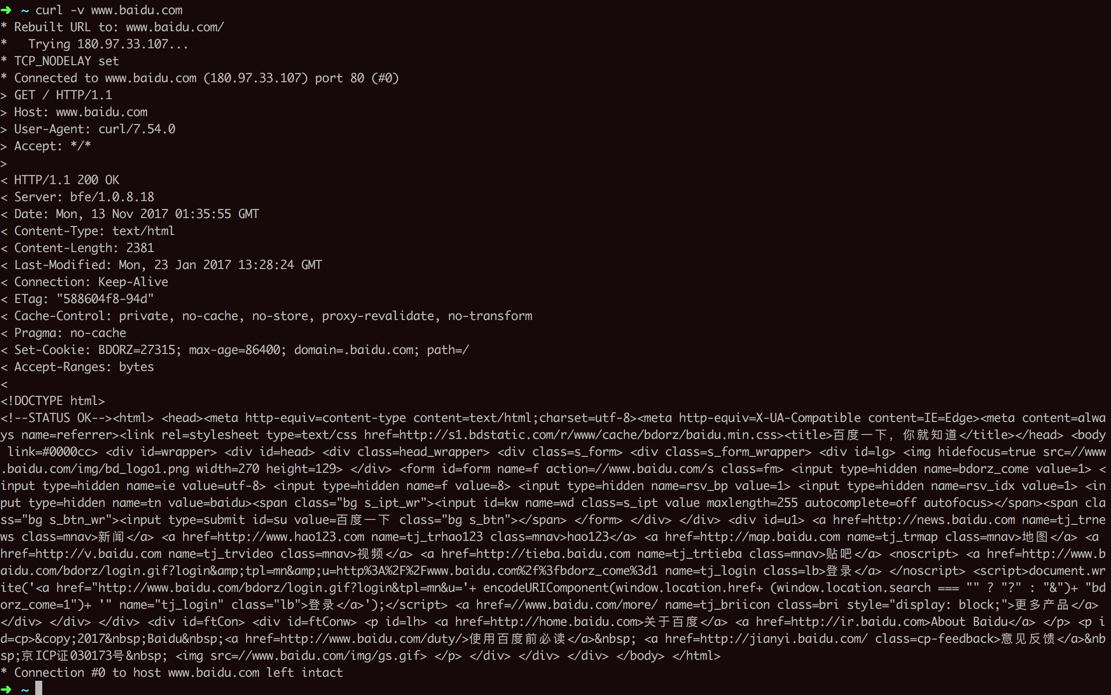 ➜ ~ curl -v www.baidu.com
* Rebuilt URL to: www.baidu.com/
*   Trying 180.97.33.107...
* TCP_NODELAY set
* Connected to www.baidu.com (180.97.33.107) port 80 (#0)
> GET / HTTP/1.1
> Host: www.baidu.com
> User-Agent: curl/7.54.0
> Accept: */*
>
< HTTP/1.1 200 OK
< Server: bfe/1.0.8.18
< Date: Mon, 13 Nov 2017 01:35:55 GMT
< Content-Type: text/html
< Content-Length: 2381
< Last-Modified: Mon, 23 Jan 2017 13:28:24 GMT
< Connection: Keep-Alive
< ETag: "588604f8-94d"
< Cache-Control: private, no-cache, no-store, proxy-revalidate, no-transform
< Pragma: no-cache
< Set-Cookie: BDORZ=27315; max-age=86400; domain=.baidu.com; path=/
< Accept-Ranges: bytes
<
<!DOCTYPE html>
<!--STATUS OK--><html> <head><meta http-equiv=content-type content=text/html;charset=utf-8><meta http-equiv=X-UA-Compatible content=IE=Edge><meta content=alw
ays name=referrer><link rel=stylesheet type=text/css href=http://s1.bdstatic.com/r/www/cache/bdorz/baidu.min.css><title>百度一下，你就知道</title></head> <body
 link=#0000cc> <div id=wrapper> <div id=head> <div class=head_wrapper> <div class=s_form> <div class=s_form_wrapper> <div id=lg> <img hidefocus=true src=//www
.baidu.com/img/bd_logo1.png width=270 height=129> </div> <form id=form name=f action=//www.baidu.com/s class=fm> <input type=hidden name=bdorz_come value=1> <
input type=hidden name=ie value=utf-8> <input type=hidden name=f value=8> <input type=hidden name=rsv_bp value=1> <input type=hidden name=rsv_idx value=1> <in
put type=hidden name=tn value=baidu><span class="bg s_ipt_wr"><input id=kw name=wd class=s_ipt value maxlength=255 autocomplete=off autofocus></span><span cla
ss="bg s_btn_wr"><input type=submit id=su value=百度一下 class="bg s_btn"></span> </form> </div> </div> <div id=u1> <a href=http://news.baidu.com name=tj_trne
ws class=mnav>新闻</a> <a href=http://www.hao123.com name=tj_trhao123 class=mnav>hao123</a> <a href=http://map.baidu.com name=tj_trmap class=mnav>地图</a> <a
href=http://v.baidu.com name=tj_trvideo class=mnav>视频</a> <a href=http://tieba.baidu.com name=tj_trtieba class=mnav>贴吧</a> <noscript> <a href=http://www.b
aidu.com/bdorz/login.gif?login&amp;tpl=mn&amp;u=http%3A%2F%2Fwww.baidu.com%2f%3fbdorz_come%3d1 name=tj_login class=lb>登录</a> </noscript> <script>document.wr
ite('<a href="http://www.baidu.com/bdorz/login.gif?login&tpl=mn&u='+ encodeURIComponent(window.location.href+ (window.location.search === "" ? "?" : "&")+ "bd
orz_come=1")+ '" name="tj_login" class="lb">登录</a>');</script> <a href=//www.baidu.com/more/ name=tj_briicon class=bri style="display: block;">更多产品</a>
</div> </div> </div> <div id=ftCon> <div id=ftConw> <p id=lh> <a href=http://home.baidu.com>关于百度</a> <a href=http://ir.baidu.com>About Baidu</a> </p> <p i
d=cp>&copy;2017&nbsp;Baidu&nbsp;<a href=http://www.baidu.com/duty/>使用百度前必读</a>&nbsp; <a href=http://jianyi.baidu.com/ class=cp-feedback>意见反馈</a>&nb
sp;京ICP证030173号&nbsp; <img src=//www.baidu.com/img/gs.gif> </p> </div> </div> </div> </body> </html>
* Connection #0 to host www.baidu.com left intact
➜ ~